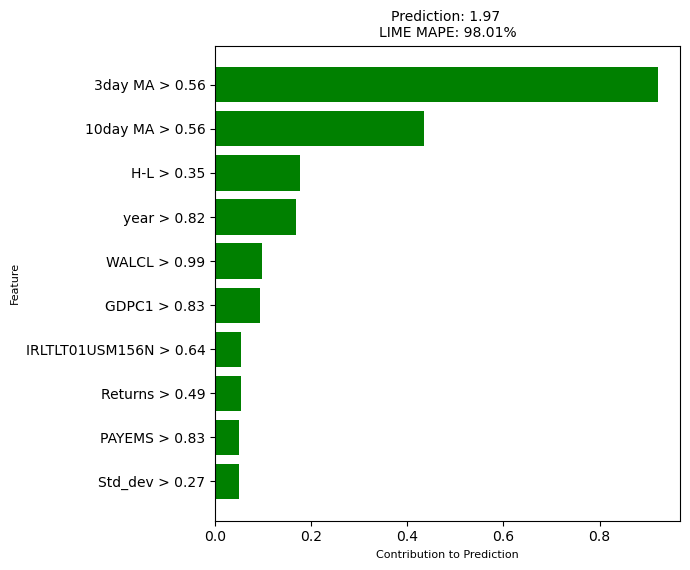 Prediction: 1.97
LIME MAPE: 98.01%
3day MA > 0.56
10day MA > 0.56
H-L > 0.35
year > 0.82
WALCL > 0.99
GDPC1 > 0.83
IRLTLT01USM156N > 0.64
Returns > 0.49
PAYEMS > 0.83
Std_dev > 0.27
Feature
0.0 0.2 0.4 0.6 0.8
Contribution to Prediction